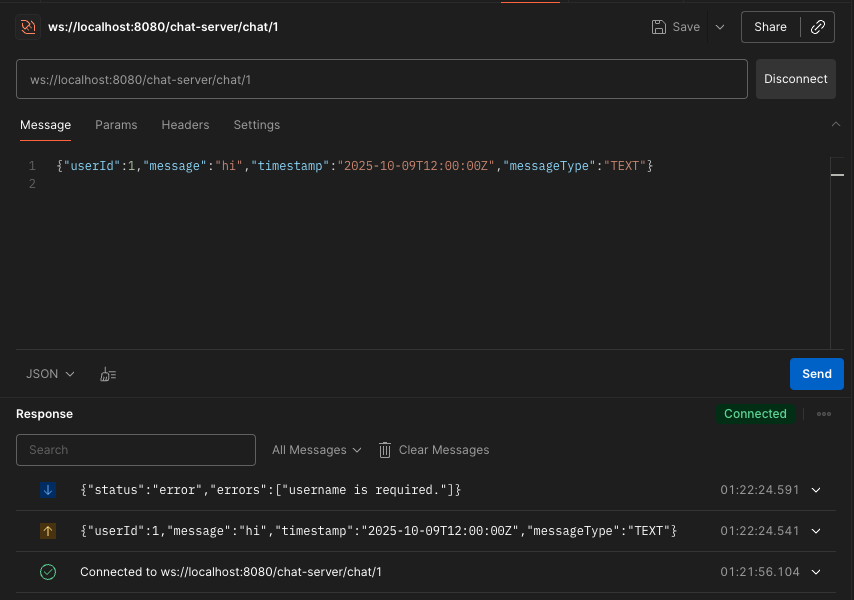 ws://localhost:8080/chat-server/chat/1
Save
Share
ws://localhost:8080/chat-server/chat/1
Disconnect
Message Params Headers Settings
1 {"userId":1,"message":"hi","timestamp":"2025-10-09T12:00:00Z","messageType":"TEXT"}
2
JSON
Send
Response
Connected
Search
All Messages
Clear Messages
{"status":"error","errors":["username is required."]} 01:22:24.591
{"userId":1,"message":"hi","timestamp":"2025-10-09T12:00:00Z","messageType":"TEXT"} 01:22:24.541
Connected to ws://localhost:8080/chat-server/chat/1 01:21:56.104